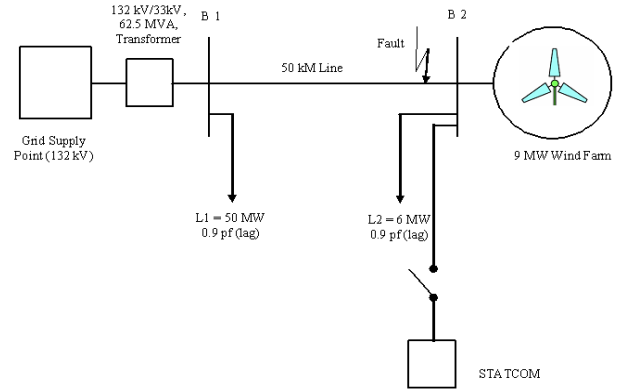 132 kV/33kV,
62.5 MVA,
Transformer
B 1
B 2
Fault
50 kM Line
Grid Supply
Point (132 kV)
9 MW Wind Farm
L1 = 50 MW
0.9 pf (lag)
L2 = 6 MW
0.9 pf (lag)
STATCOM